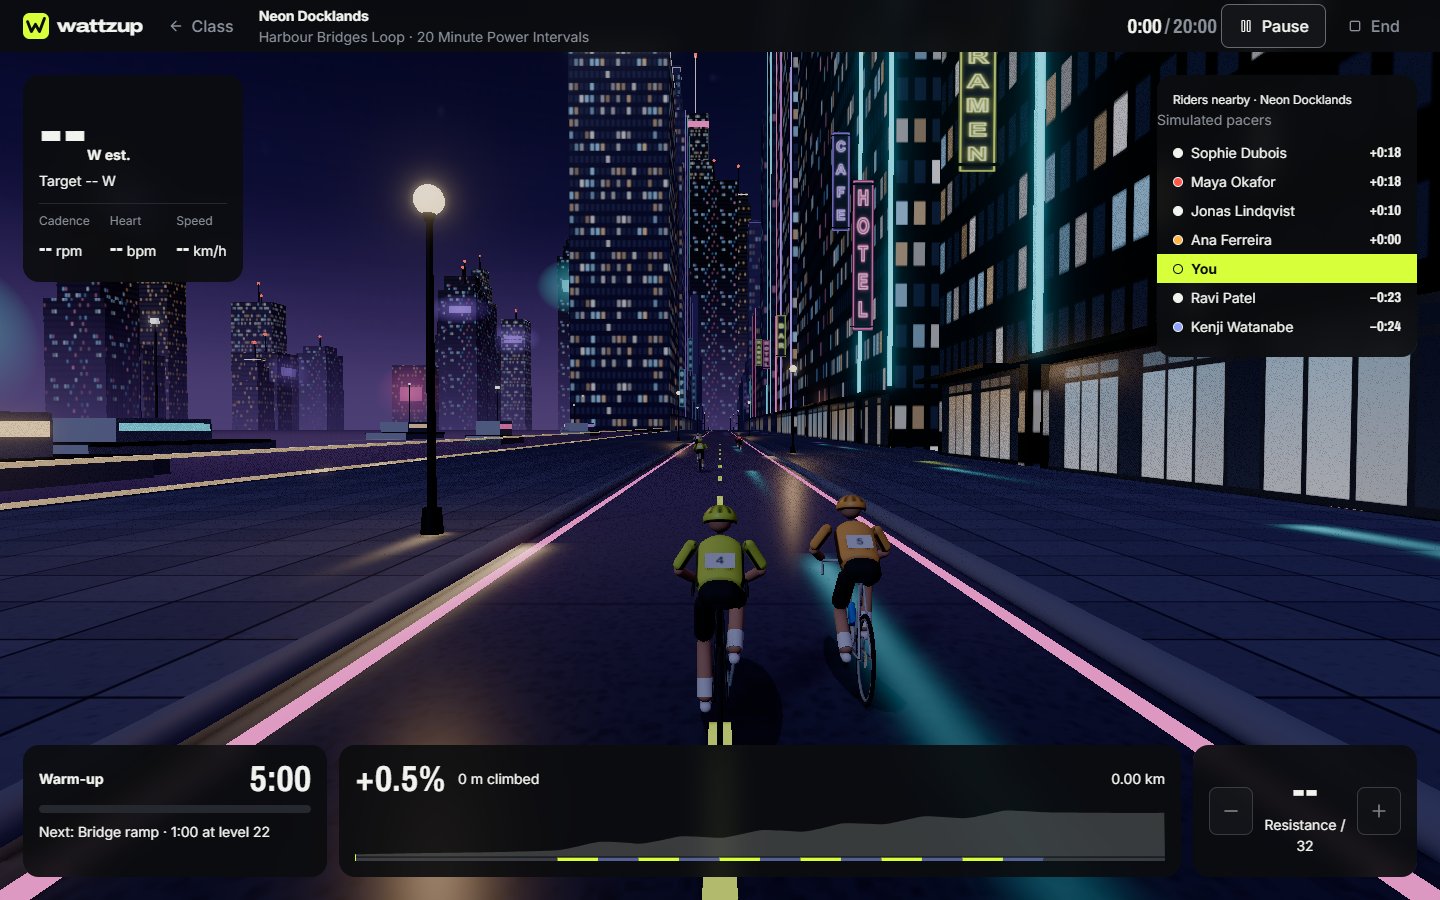 wattzup
Class
Neon Docklands
Harbour Bridges Loop · 20 Minute Power Intervals
0:00 / 20:00
Pause
End
-- W est.
Target -- W
Cadence Heart Speed
-- rpm -- bpm -- km/h
RAMEN
CAFE
HOTEL
Riders nearby · Neon Docklands
Simulated pacers
Sophie Dubois +0:18
Maya Okafor +0:18
Jonas Lindqvist +0:10
Ana Ferreira +0:00
You
Ravi Patel −0:23
Kenji Watanabe −0:24
4
5
Warm-up 5:00
Next: Bridge ramp · 1:00 at level 22
+0.5% 0 m climbed 0.00 km
−
--
+
Resistance /
32